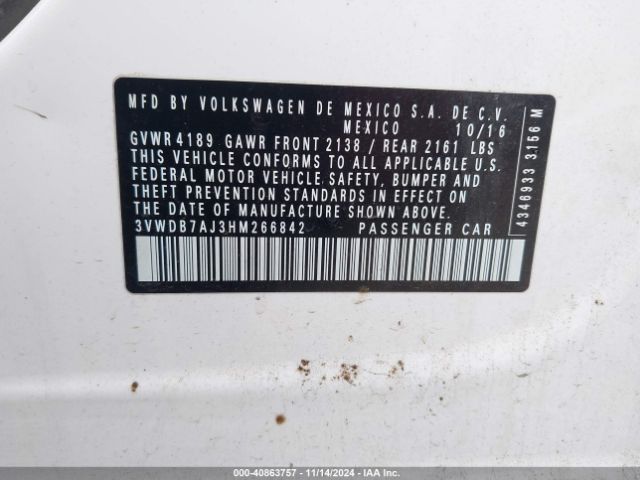 MFD BY VOLKSWAGEN DE MEXICO S.A. DE C.V.
MEXICO 10/16
GVWR 4189 GAWR FRONT 2138 / REAR 2161 LBS
THIS VEHICLE CONFORMS TO ALL APPLICABLE U.S.
FEDERAL MOTOR VEHICLE SAFETY, BUMPER AND
THEFT PREVENTION STANDARDS IN EFFECT ON
THE DATE OF MANUFACTURE SHOWN ABOVE.
3VWDB7AJ3HM266842 PASSENGER CAR
4346933 3.156 M
000-40863757 - 11/14/2024 - IAAI.COM